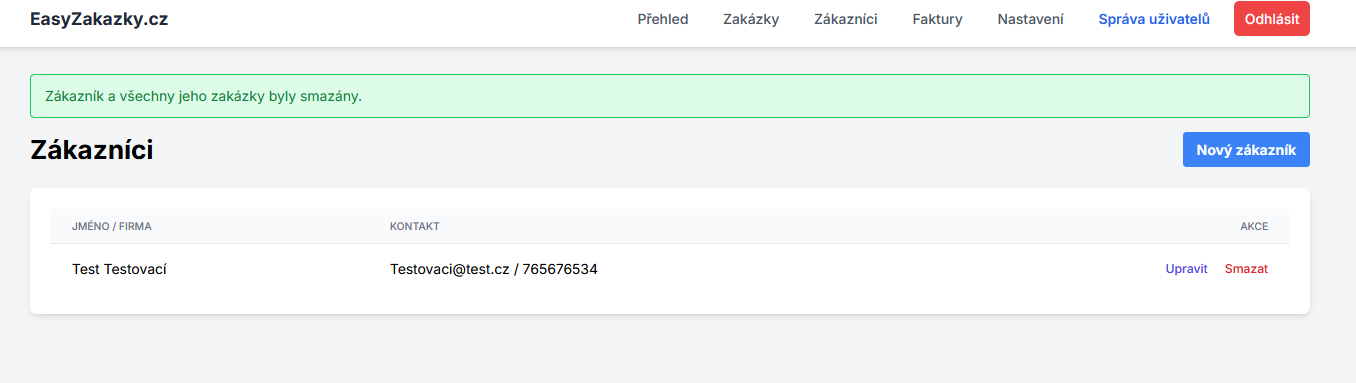 EasyZakazky.cz
Přehled Zakázky Zákazníci Faktury Nastavení Správa uživatelů Odhlásit
Zákazník a všechny jeho zakázky byly smazány.
Zákazníci
Nový zákazník
JMÉNO / FIRMA KONTAKT AKCE
Test Testovací Testovaci@test.cz / 765676534 Upravit Smazat